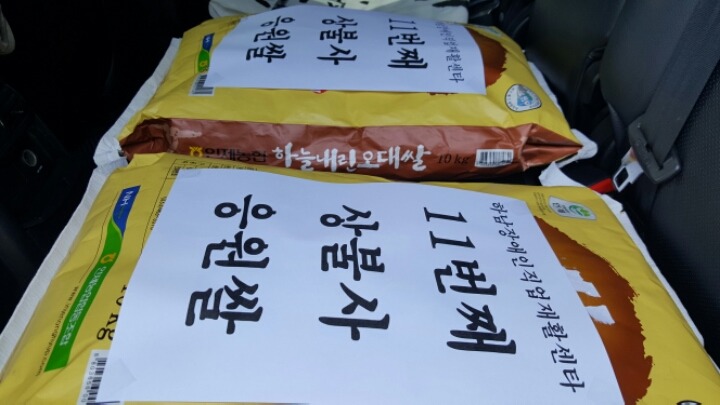 11번째
상불사
응원쌀
하늘내린 오대쌀
10kg
하남장애인직업재활센타
11번째
상불사
응원쌀
10kg